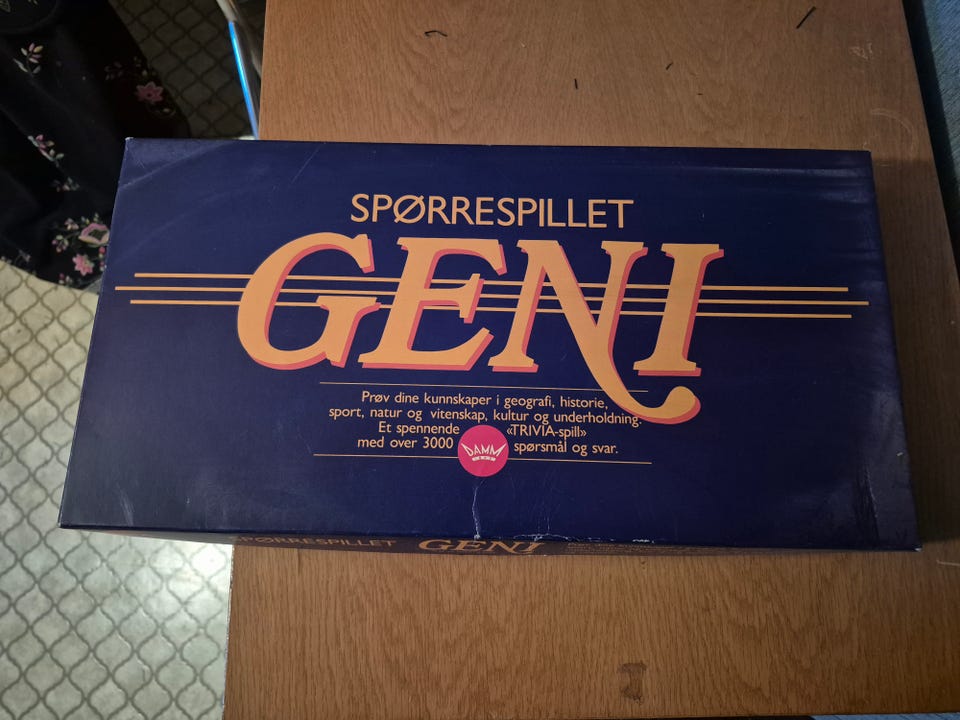 SPØRRESPILLET
GENI
Prøv dine kunnskaper i geografi, historie,
sport, natur og vitenskap, kultur og underholdning.
Et spennende «TRIVIA-spill»
med over 3000 spørsmål og svar.
DAMM
SPØRRESPILLET GENI